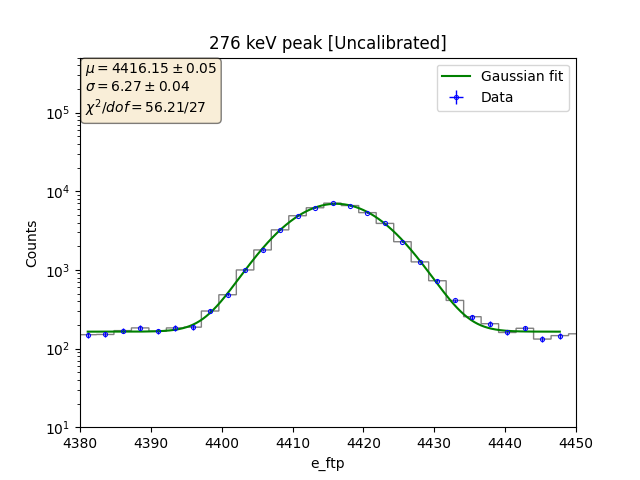 276 keV peak [Uncalibrated]
μ = 4416.15 ± 0.05
σ = 6.27 ± 0.04
χ²/dof = 56.21/27
Gaussian fit
Data
10⁵
10⁴
10³
10²
10¹
Counts
4380 4390 4400 4410 4420 4430 4440 4450
e_ftp